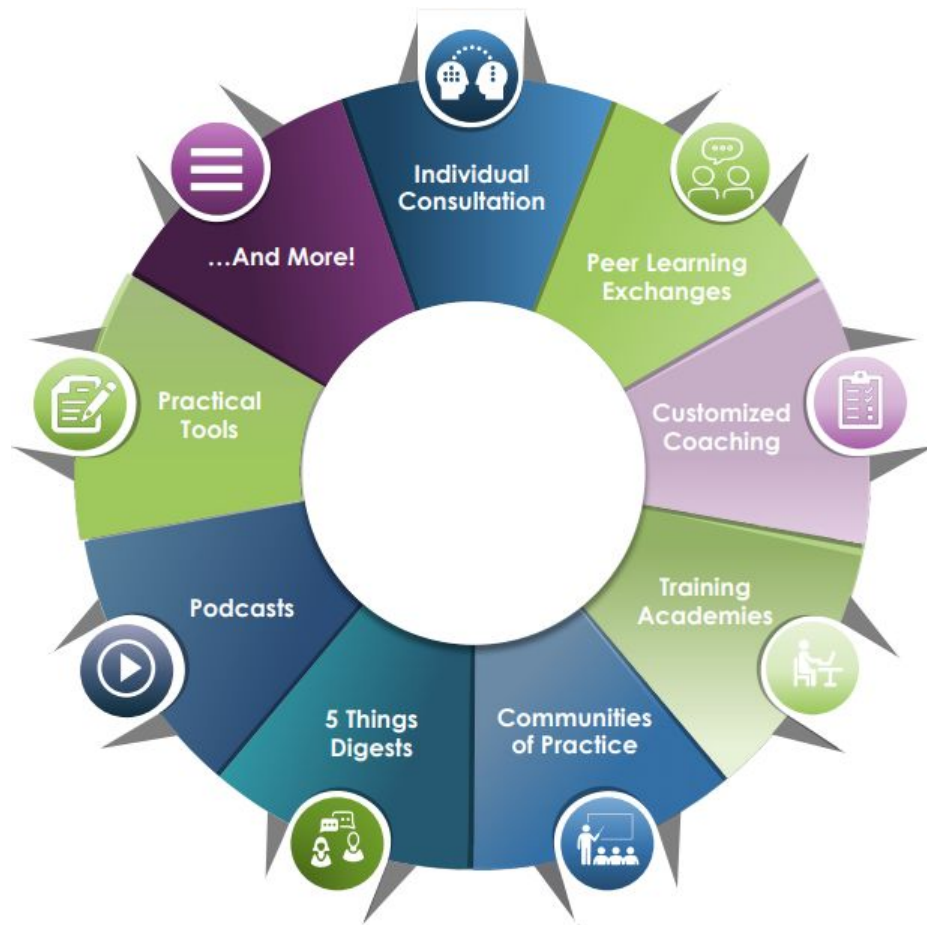 Individual
Consultation
Peer Learning
Exchanges
Customized
Coaching
Training
Academies
Communities
of Practice
5 Things
Digests
Podcasts
Practical
Tools
...And More!